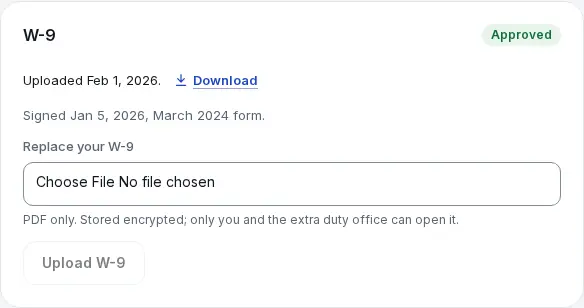 W-9
Approved
Uploaded Feb 1, 2026. Download
Signed Jan 5, 2026, March 2024 form.
Replace your W-9
Choose File No file chosen
PDF only. Stored encrypted; only you and the extra duty office can open it.
Upload W-9